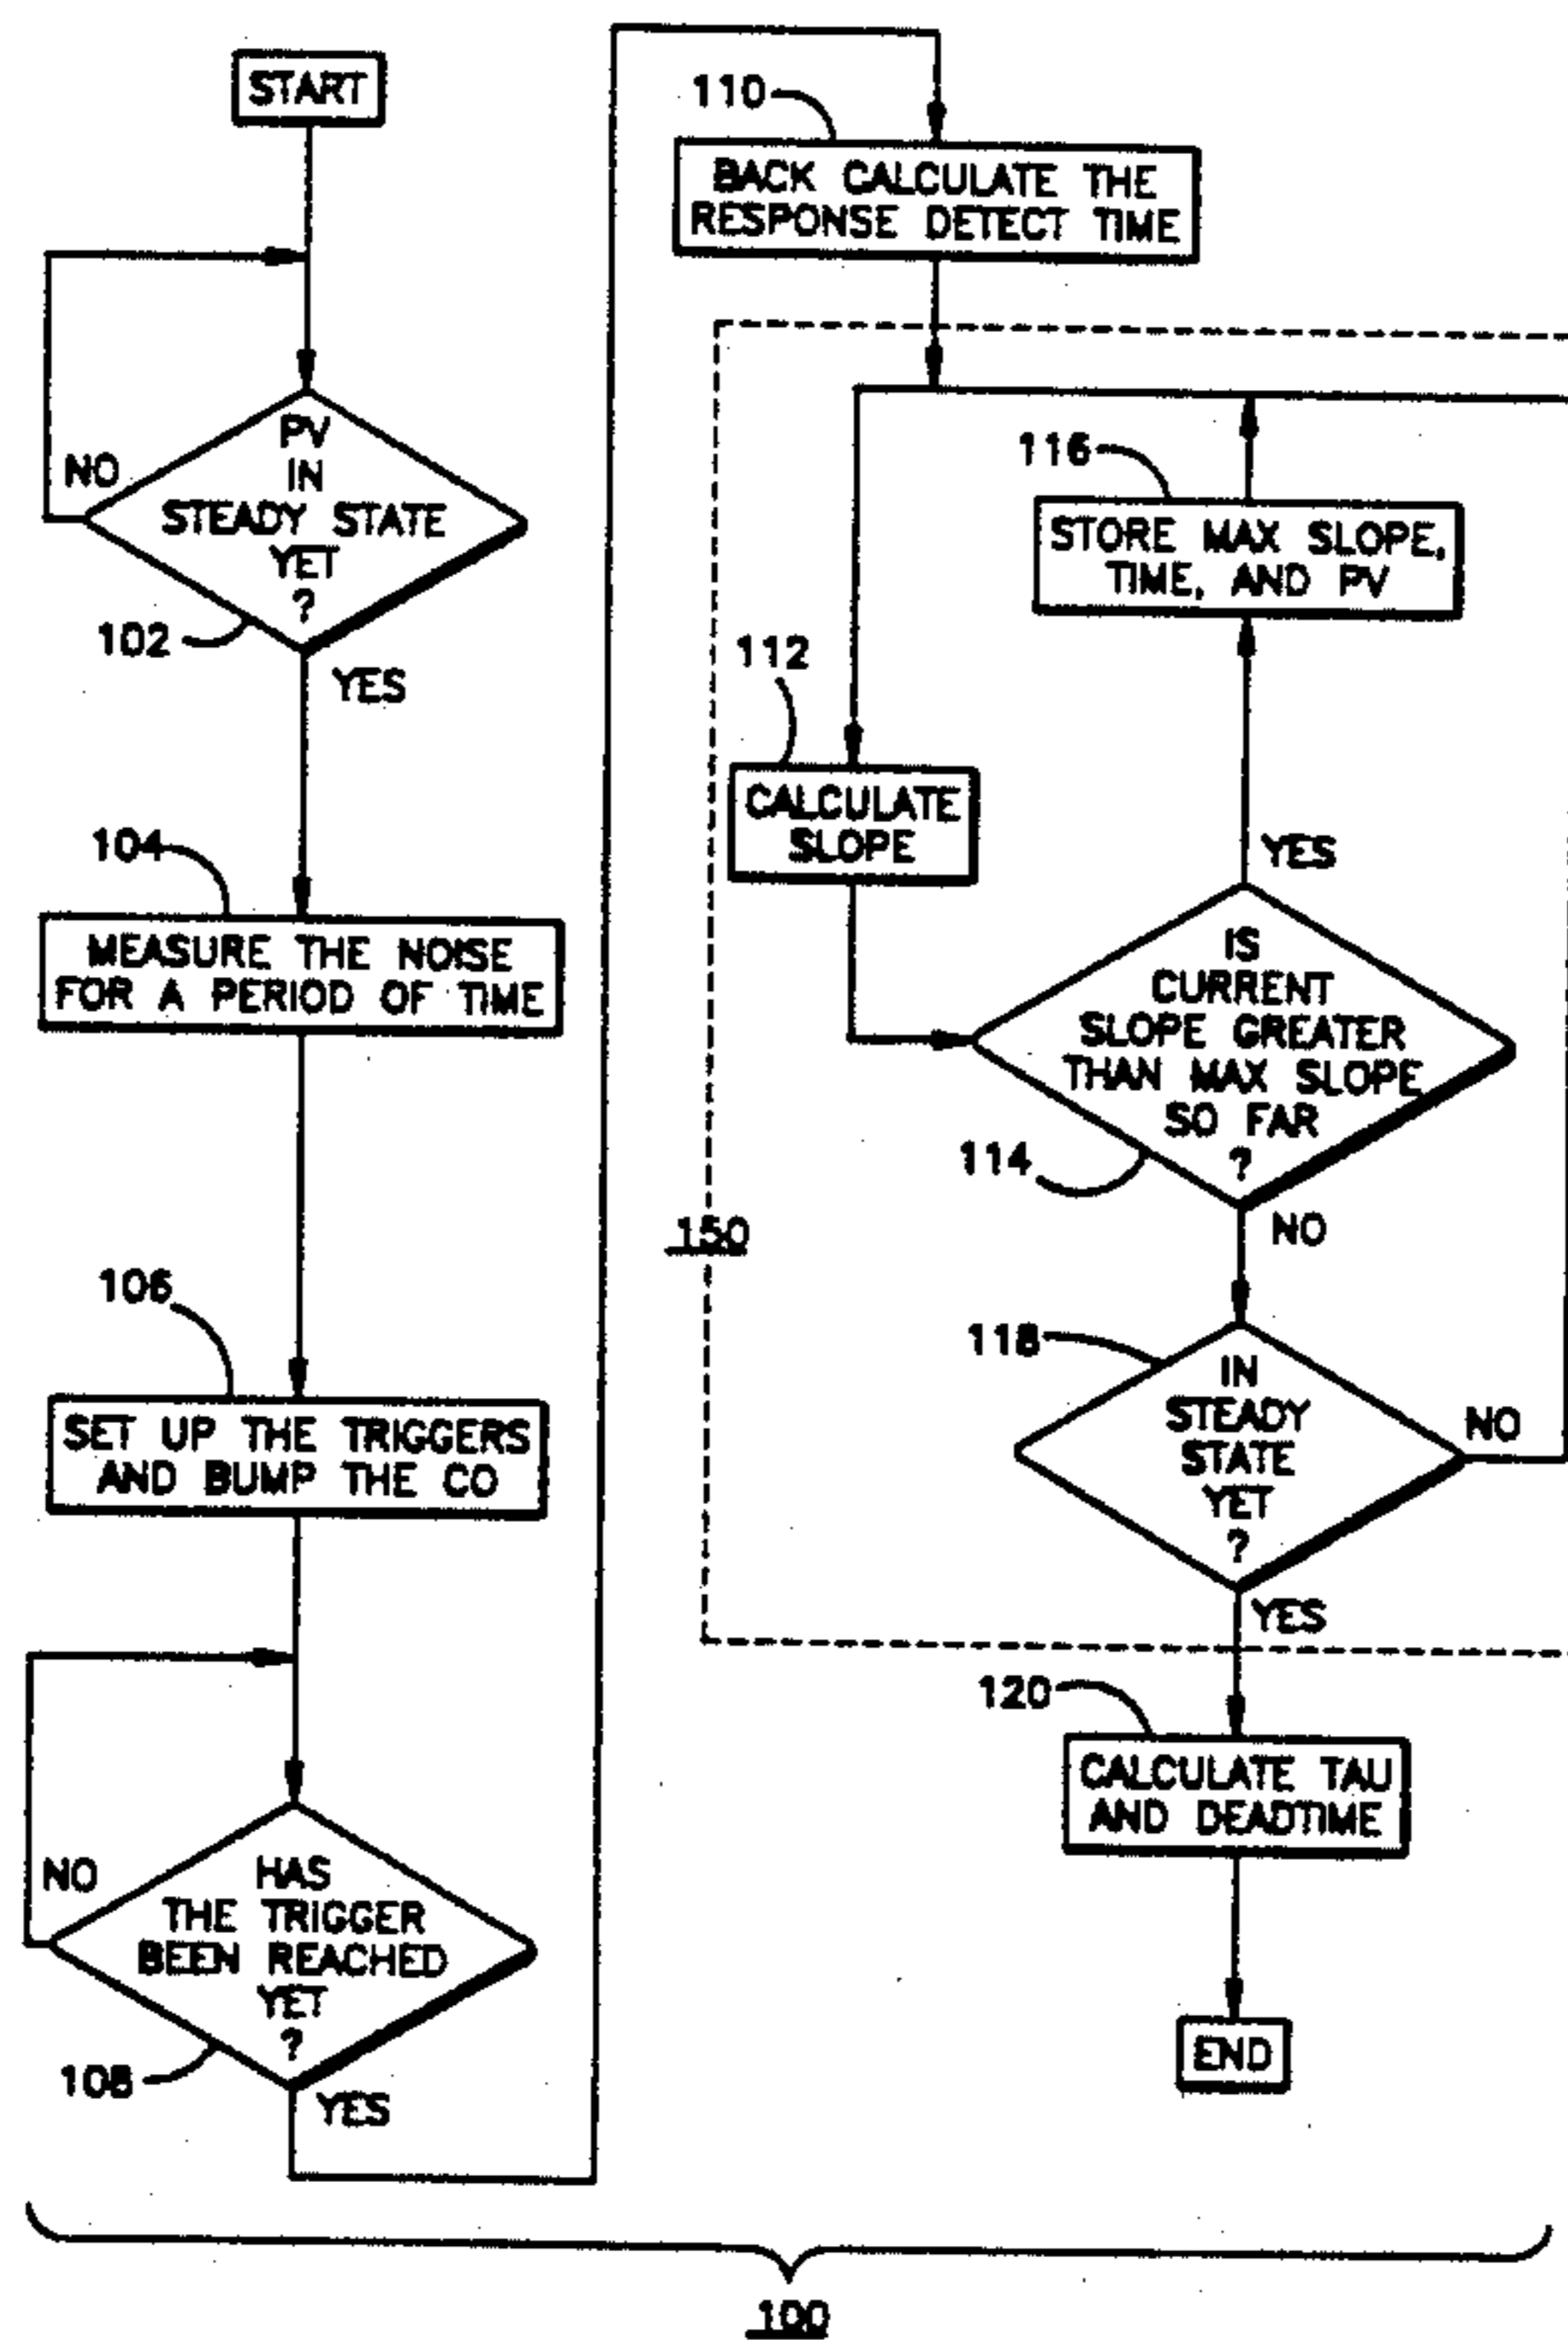 START
PV
IN
STEADY STATE
YET
?
NO
102
YES
104
MEASURE THE NOISE
FOR A PERIOD OF TIME
106
SET UP THE TRIGGERS
AND BUMP THE CO
HAS
THE TRIGGER
BEEN REACHED
YET
?
NO
108
YES
110
BACK CALCULATE THE
RESPONSE DETECT TIME
116
STORE MAX SLOPE,
TIME, AND PV
112
CALCULATE
SLOPE
YES
IS
CURRENT
SLOPE GREATER
THAN MAX SLOPE
SO FAR
?
114
NO
150
118
IN
STEADY
STATE
YET
?
NO
YES
120
CALCULATE TAU
AND DEADTIME
END
100